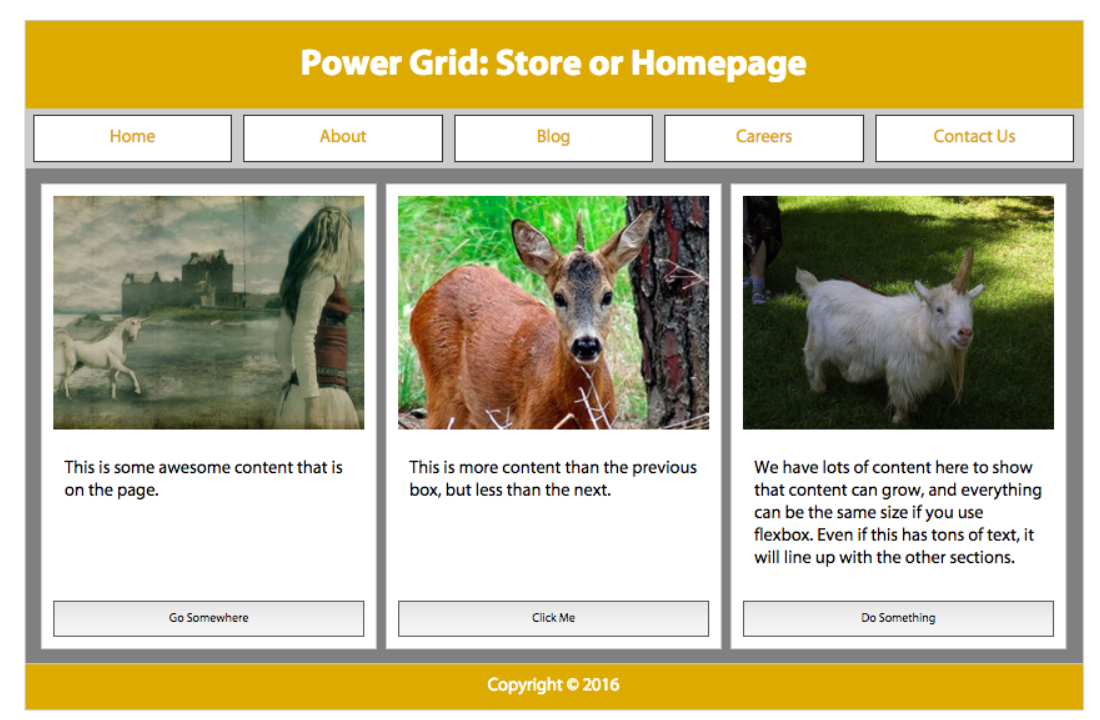 Power Grid: Store or Homepage
Home
About
Blog
Careers
Contact Us
This is some awesome content that is
on the page.
This is more content than the previous
box, but less than the next.
We have lots of content here to show
that content can grow, and everything
can be the same size if you use
flexbox. Even if this has tons of text, it
will line up with the other sections.
Go Somewhere
Click Me
Do Something
Copyright © 2016